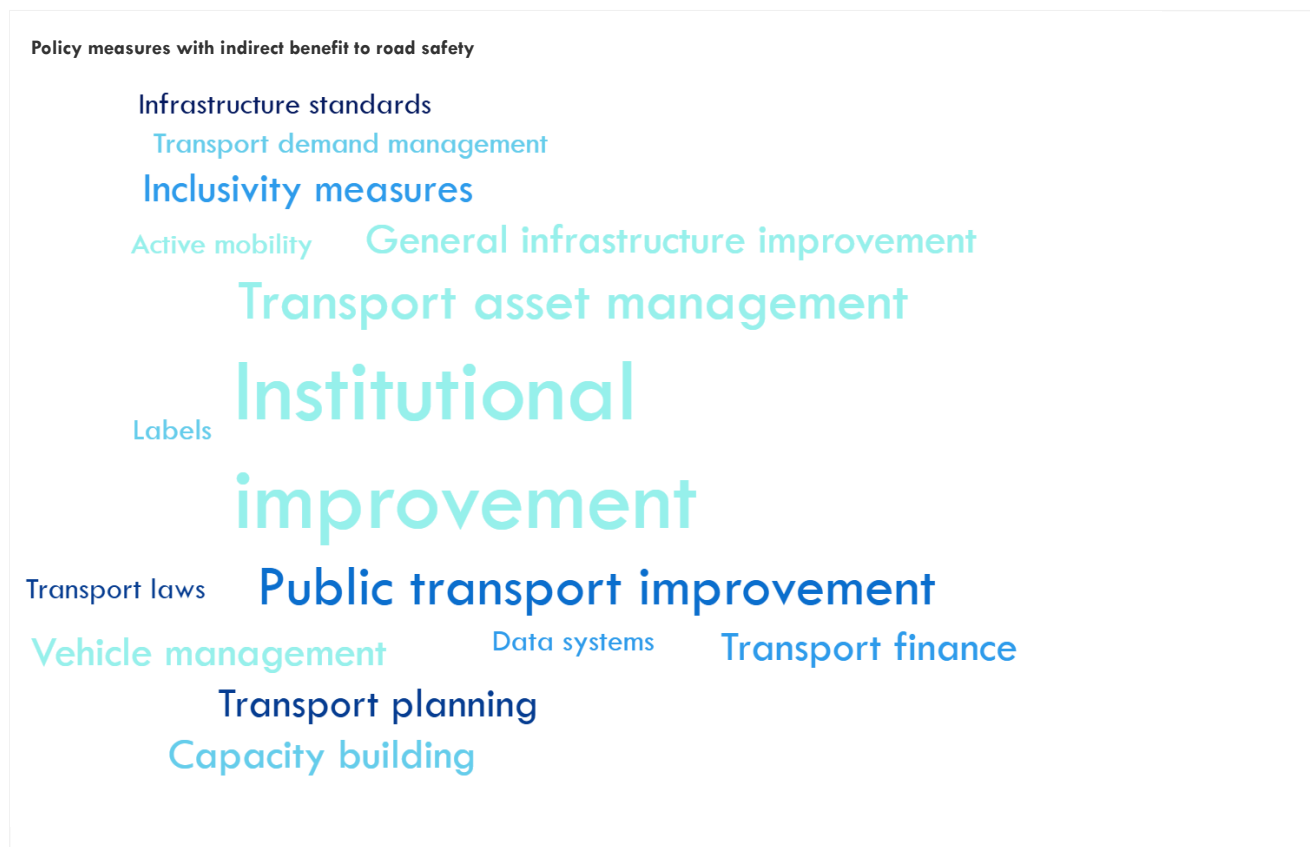 Policy measures with indirect benefit to road safety
Infrastructure standards
Transport demand management
Inclusivity measures
Active mobility
General infrastructure improvement
Transport asset management
Institutional
improvement
Labels
Transport laws
Public transport improvement
Vehicle management
Data systems
Transport finance
Transport planning
Capacity building